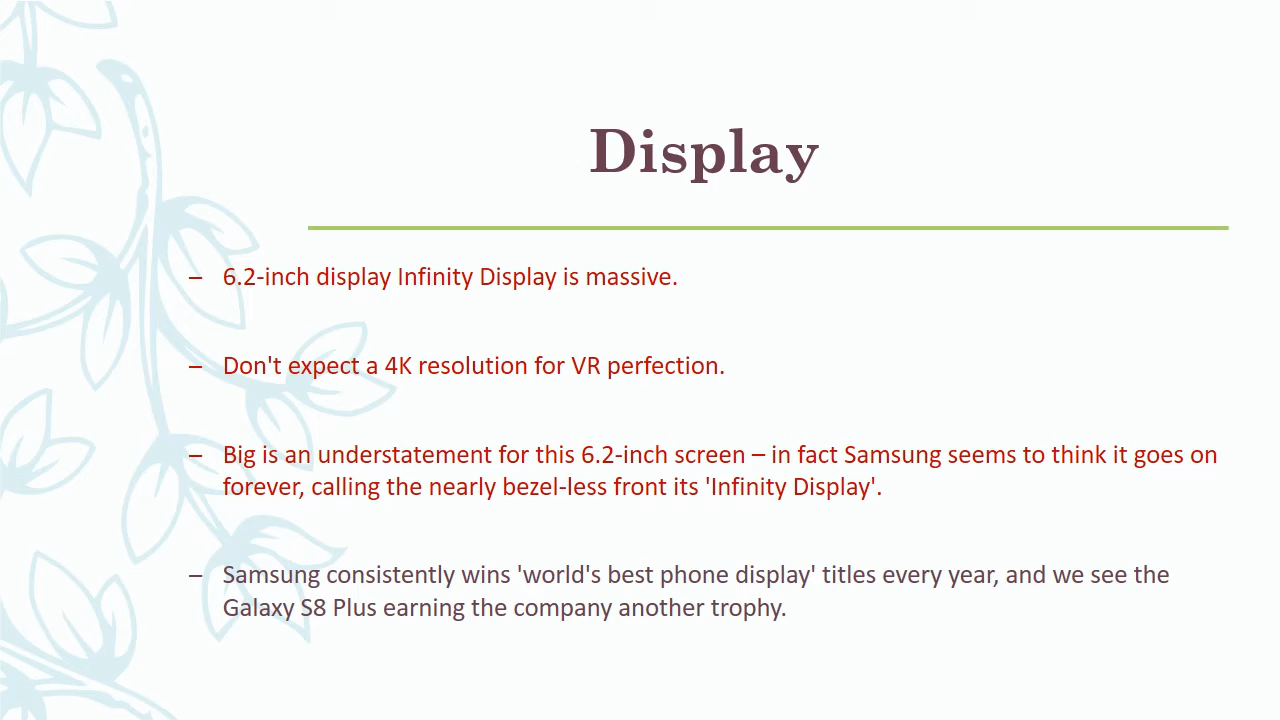 Display
– 6.2-inch display Infinity Display is massive.
– Don't expect a 4K resolution for VR perfection.
– Big is an understatement for this 6.2-inch screen – in fact Samsung seems to think it goes on
forever, calling the nearly bezel-less front its 'Infinity Display'.
– Samsung consistently wins 'world's best phone display' titles every year, and we see the
Galaxy S8 Plus earning the company another trophy.